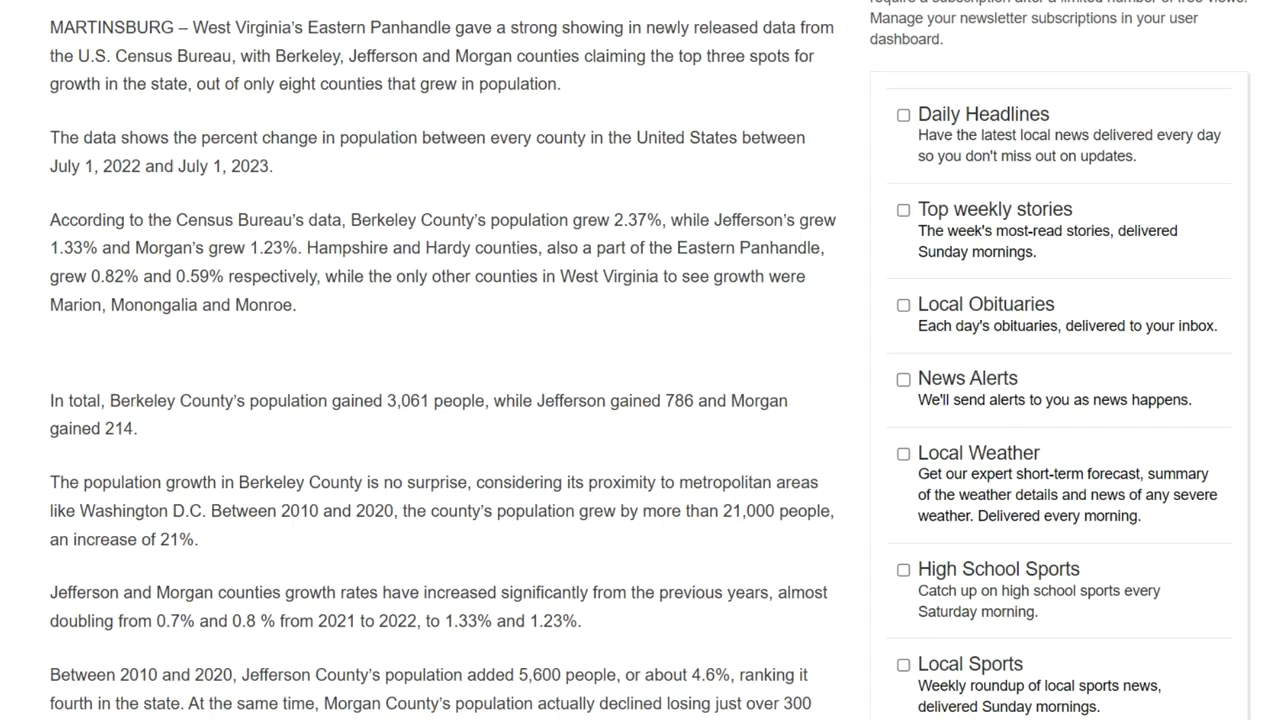 MARTINSBURG – West Virginia’s Eastern Panhandle gave a strong showing in newly released data from
the U.S. Census Bureau, with Berkeley, Jefferson and Morgan counties claiming the top three spots for
growth in the state, out of only eight counties that grew in population.
The data shows the percent change in population between every county in the United States between
July 1, 2022 and July 1, 2023.
According to the Census Bureau’s data, Berkeley County’s population grew 2.37%, while Jefferson’s grew
1.33% and Morgan’s grew 1.23%. Hampshire and Hardy counties, also a part of the Eastern Panhandle,
grew 0.82% and 0.59% respectively, while the only other counties in West Virginia to see growth were
Marion, Monongalia and Monroe.
In total, Berkeley County’s population gained 3,061 people, while Jefferson gained 786 and Morgan
gained 214.
The population growth in Berkeley County is no surprise, considering its proximity to metropolitan areas
like Washington D.C. Between 2010 and 2020, the county’s population grew by more than 21,000 people,
an increase of 21%.
Jefferson and Morgan counties growth rates have increased significantly from the previous years, almost
doubling from 0.7% and 0.8 % from 2021 to 2022, to 1.33% and 1.23%.
Between 2010 and 2020, Jefferson County’s population added 5,600 people, or about 4.6%, ranking it
fourth in the state. At the same time, Morgan County’s population actually declined losing just over 300
require a subscription after a limited number of free views.
Manage your newsletter subscriptions in your user
dashboard.
Daily Headlines
Have the latest local news delivered every day
so you don't miss out on updates.
Top weekly stories
The week's most-read stories, delivered
Sunday mornings.
Local Obituaries
Each day's obituaries, delivered to your inbox.
News Alerts
We'll send alerts to you as news happens.
Local Weather
Get our expert short-term forecast, summary
of the weather details and news of any severe
weather. Delivered every morning.
High School Sports
Catch up on high school sports every
Saturday morning.
Local Sports
Weekly roundup of local sports news,
delivered Sunday mornings.